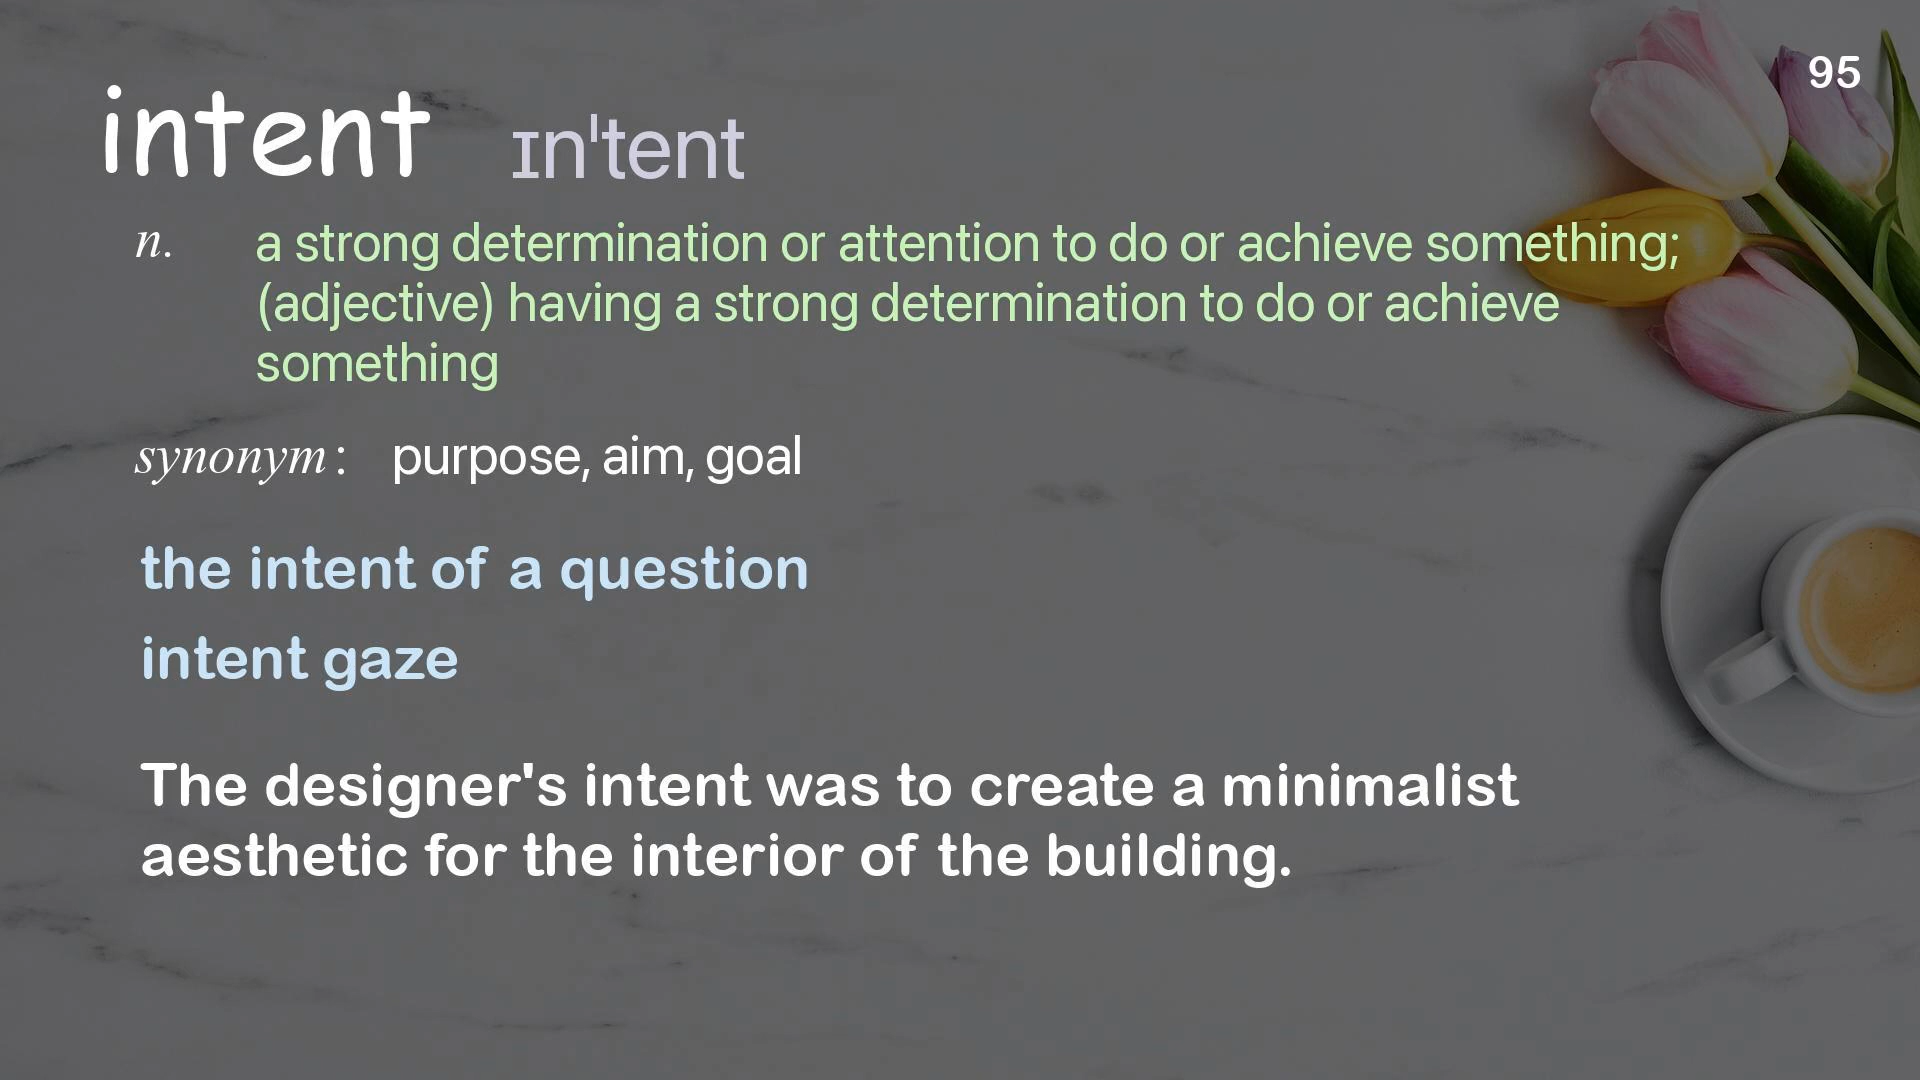 95
intent ɪnˈtent
n. a strong determination or attention to do or achieve something;
(adjective) having a strong determination to do or achieve
something
synonym : purpose, aim, goal
the intent of a question
intent gaze
The designer's intent was to create a minimalist
aesthetic for the interior of the building.